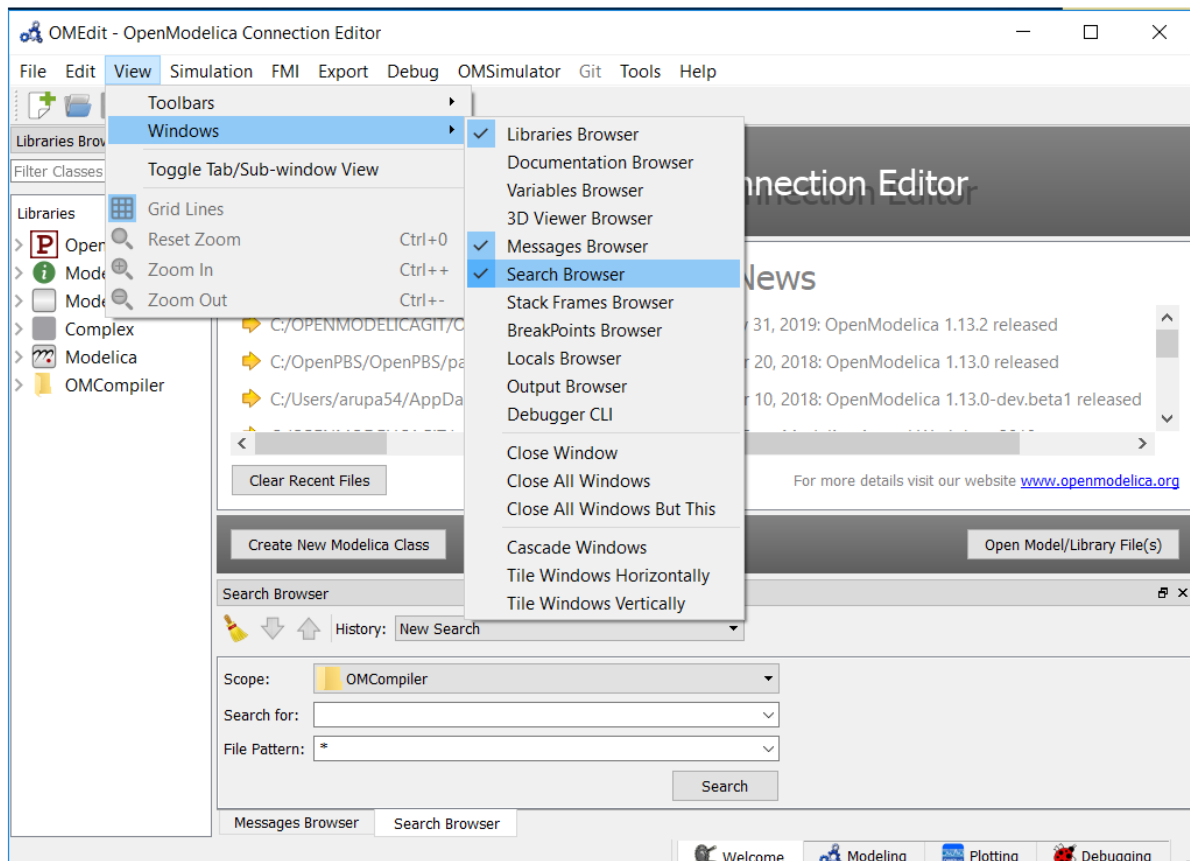 OMEdit - OpenModelica Connection Editor
File Edit View Simulation FMI Export Debug OMSimulator Git Tools Help
Toolbars
Windows
Toggle Tab/Sub-window View
Grid Lines
Reset Zoom Ctrl+0
Zoom In Ctrl++
Zoom Out Ctrl+-
Libraries Browser
Documentation Browser
Variables Browser
3D Viewer Browser
Messages Browser
Search Browser
Stack Frames Browser
BreakPoints Browser
Locals Browser
Output Browser
Debugger CLI
Close Window
Close All Windows
Close All Windows But This
Cascade Windows
Tile Windows Horizontally
Tile Windows Vertically
Libraries Brow
Filter Classes
Libraries
P Open
Mode
Mode
Complex
Modelica
OMCompiler
nnection Editor
News
C:/OPENMODELICAGIT/O
31, 2019: OpenModelica 1.13.2 released
C:/OpenPBS/OpenPBS/pa
r 20, 2018: OpenModelica 1.13.0 released
C:/Users/arupa54/AppDa
r 10, 2018: OpenModelica 1.13.0-dev.beta1 released
Clear Recent Files
For more details visit our website www.openmodelica.org
Create New Modelica Class
Open Model/Library File(s)
Search Browser
History: New Search
Scope: OMCompiler
Search for:
File Pattern: *
Search
Messages Browser Search Browser
Welcome Modeling Plotting Debugging